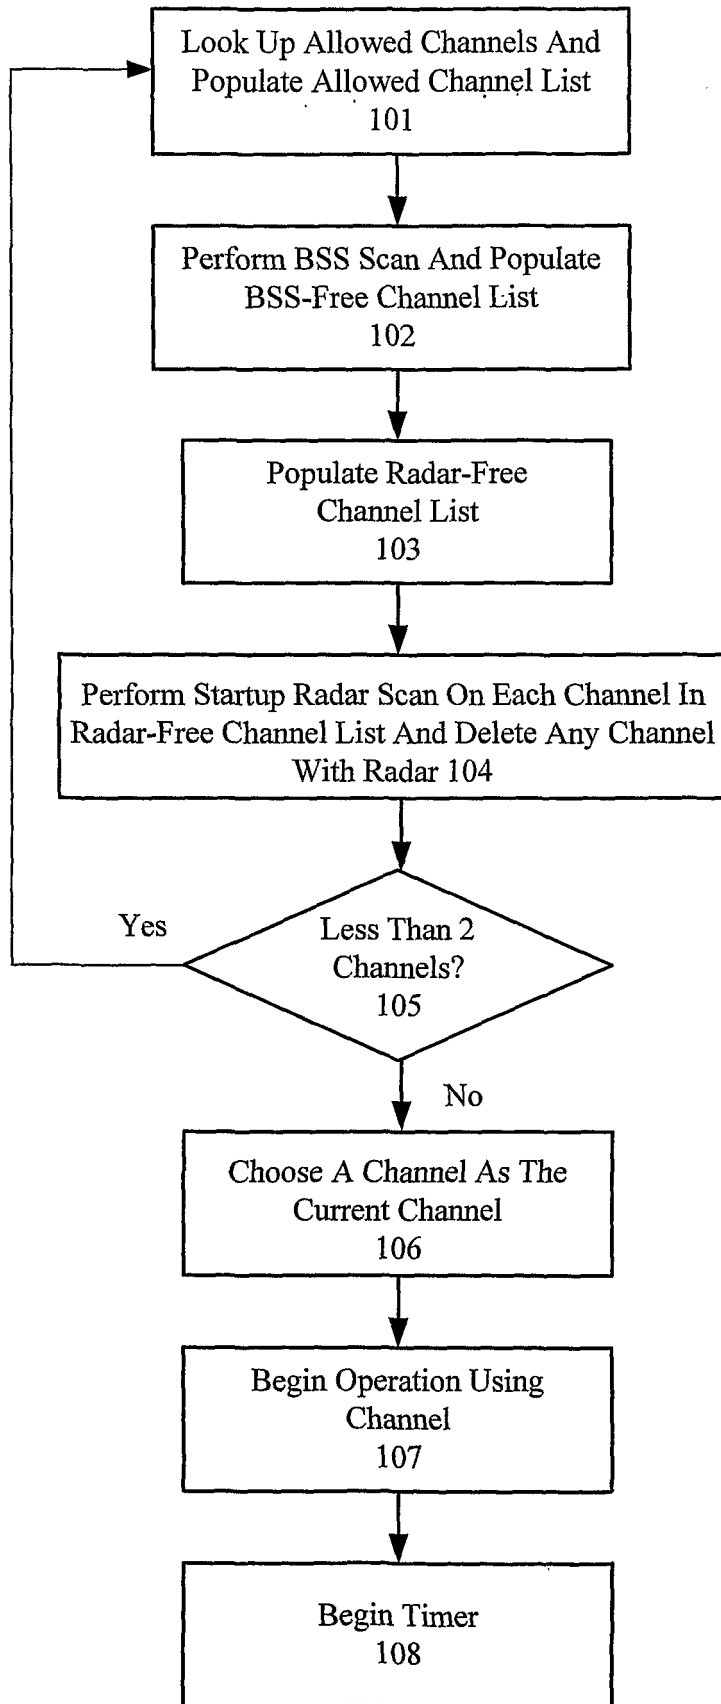 Look Up Allowed Channels And
Populate Allowed Channel List
101
Perform BSS Scan And Populate
BSS-Free Channel List
102
Populate Radar-Free
Channel List
103
Perform Startup Radar Scan On Each Channel In
Radar-Free Channel List And Delete Any Channel
With Radar 104
Yes
Less Than 2
Channels?
105
No
Choose A Channel As The
Current Channel
106
Begin Operation Using
Channel
107
Begin Timer
108